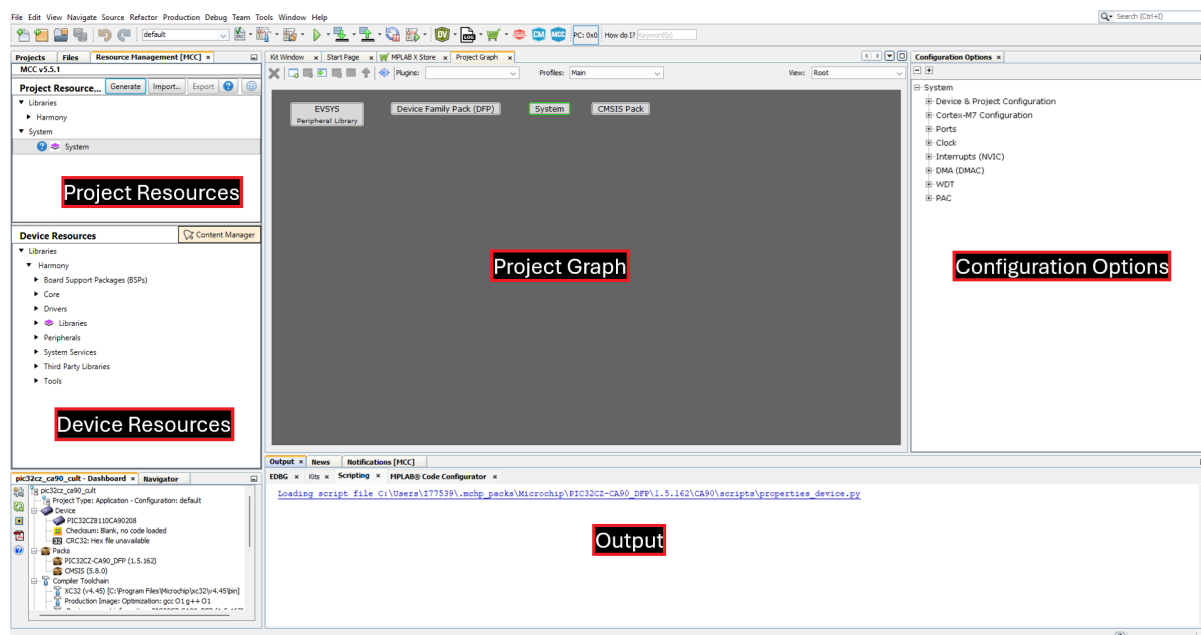 File Edit View Navigate Source Refactor Production Debug Team Tools Window Help
Search (Ctrl+I)
default
DV
LOG
CM
MCC
PC: 0x0
How do I?
Keyword(s)
Projects Files Resource Management [MCC] ×
MCC v5.5.1
Project Resource... Generate Import... Export
Libraries
Harmony
System
System
Project Resources
Device Resources
Content Manager
Libraries
Harmony
Board Support Packages (BSPs)
Core
Drivers
Libraries
Peripherals
System Services
Third Party Libraries
Tools
Device Resources
pic32cz_ca90_cult - Dashboard × Navigator
pic32cz_ca90_cult
Project Type: Application - Configuration: default
Device
PIC32CZ8110CA90208
Checksum: Blank, no code loaded
CRC32: Hex file unavailable
Packs
PIC32CZ-CA90_DFP (1.5.162)
CMSIS (5.8.0)
Compiler Toolchain
XC32 (v4.45) [C:\Program Files\Microchip\xc32\v4.45\bin]
Production Image: Optimization: gcc O1 g++ O1
Kit Window × Start Page × MPLAB X Store × Project Graph ×
Plugins:
Profiles: Main
View: Root
EVSYS
Peripheral Library
Device Family Pack (DFP)
System
CMSIS Pack
Project Graph
Output × News Notifications [MCC]
EDBG × Kits × Scripting × MPLAB® Code Configurator ×
Loading script file C:\Users\I77539\.mchp_packs\Microchip\PIC32CZ-CA90_DFP\1.5.162\CA90\scripts\properties_device.py
Output
Configuration Options ×
System
Device & Project Configuration
Cortex-M7 Configuration
Ports
Clock
Interrupts (NVIC)
DMA (DMAC)
WDT
PAC
Configuration Options